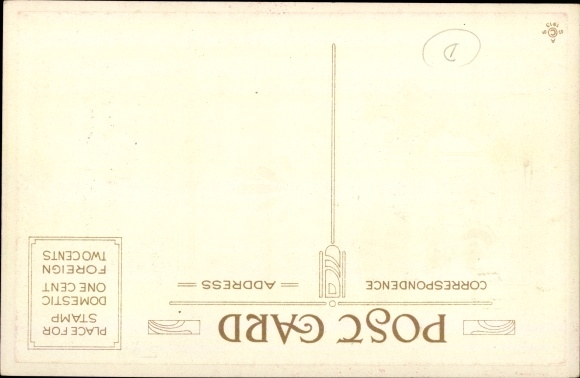 POST CARD
CORRESPONDENCE
ADDRESS
PLACE FOR
STAMP
DOMESTIC
ONE CENT
FOREIGN
TWO CENTS
D